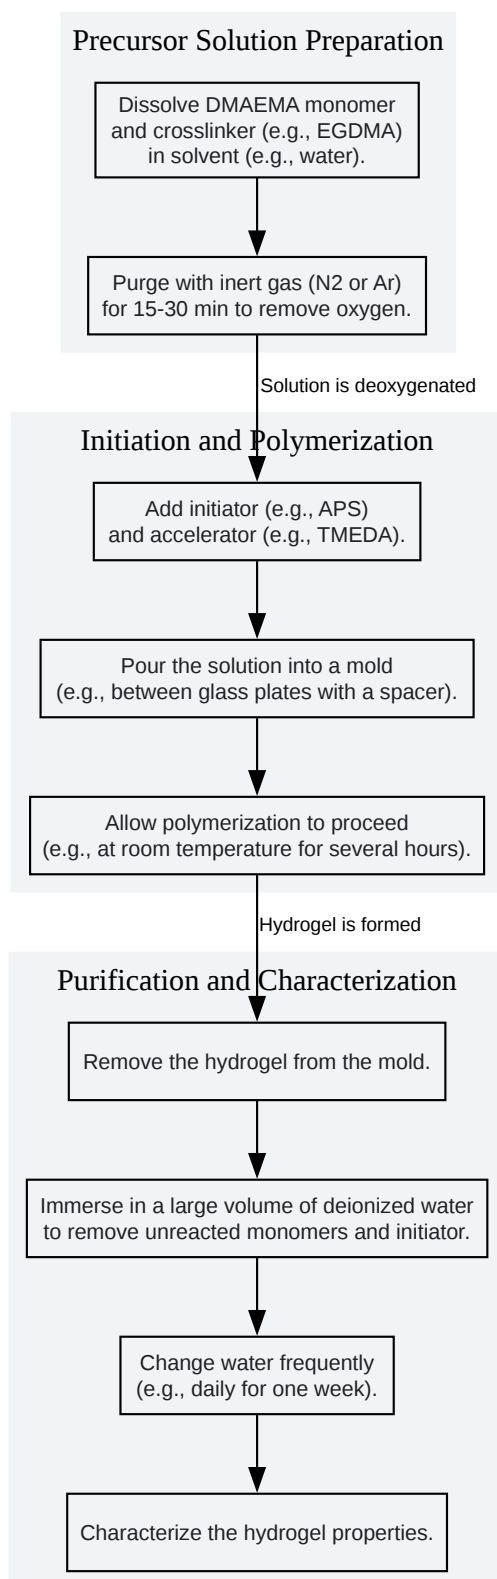 Precursor Solution Preparation
Dissolve DMAEMA monomer
and crosslinker (e.g., EGDMA)
in solvent (e.g., water).
Purge with inert gas (N2 or Ar)
for 15-30 min to remove oxygen.
Solution is deoxygenated
Initiation and Polymerization
Add initiator (e.g., APS)
and accelerator (e.g., TMEDA).
Pour the solution into a mold
(e.g., between glass plates with a spacer).
Allow polymerization to proceed
(e.g., at room temperature for several hours).
Hydrogel is formed
Purification and Characterization
Remove the hydrogel from the mold.
Immerse in a large volume of deionized water
to remove unreacted monomers and initiator.
Change water frequently
(e.g., daily for one week).
Characterize the hydrogel properties.